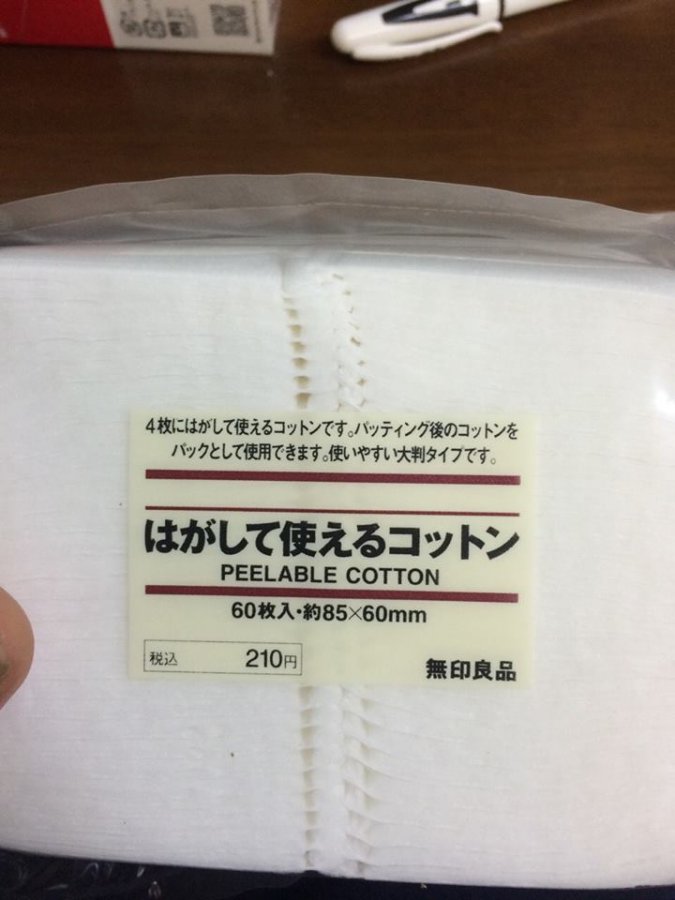 4枚にはがして使えるコットンです。パッティング後のコットンを
パックとして使用できます。使いやすい大判タイプです。
はがして使えるコットン
PEELABLE COTTON
60枚入・約85×60mm
税込 210円
無印良品